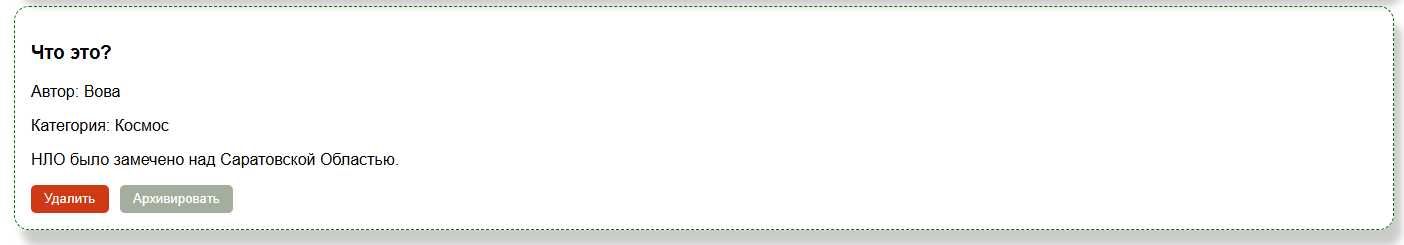 Что это?
Автор: Вова
Категория: Космос
НЛО было замечено над Саратовской Областью.
Удалить
Архивировать